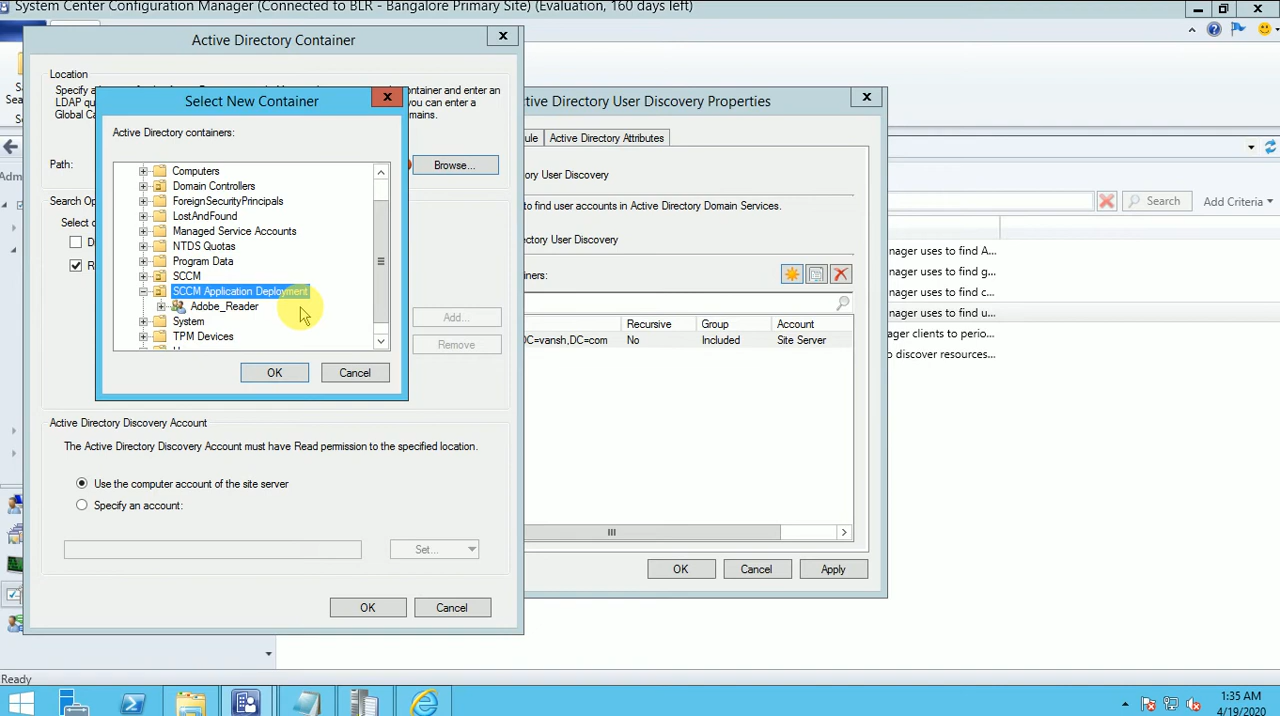 System Center Configuration Manager (Connected to BLR - Bangalore Primary Site) (Evaluation, 160 days left)
Active Directory Container
Location
ontainer and enter an
you can enter a
mains.
LDAP qu
Global Ca
Select New Container
Active Directory containers:
Path:
Browse...
Computers
Domain Controllers
ForeignSecurityPrincipals
LostAndFound
Managed Service Accounts
NTDS Quotas
Program Data
SCCM
SCCM Application Deployment
Adobe_Reader
System
TPM Devices
OK
Cancel
Search Op
Select c
D
R
Add...
Remove
Active Directory Discovery Account
The Active Directory Discovery Account must have Read permission to the specified location.
Use the computer account of the site server
Specify an account:
Set...
OK
Cancel
ctive Directory User Discovery Properties
ule
Active Directory Attributes
ory User Discovery
to find user accounts in Active Directory Domain Services.
ectory User Discovery
iners:
Recursive
Group
Account
DC=vansh,DC=com
No
Included
Site Server
OK
Cancel
Apply
Search
Add Criteria
nager uses to find A...
nager uses to find g...
nager uses to find c...
nager uses to find u...
ager clients to perio...
o discover resources...
Adm
Ready
1:35 AM
4/19/2020